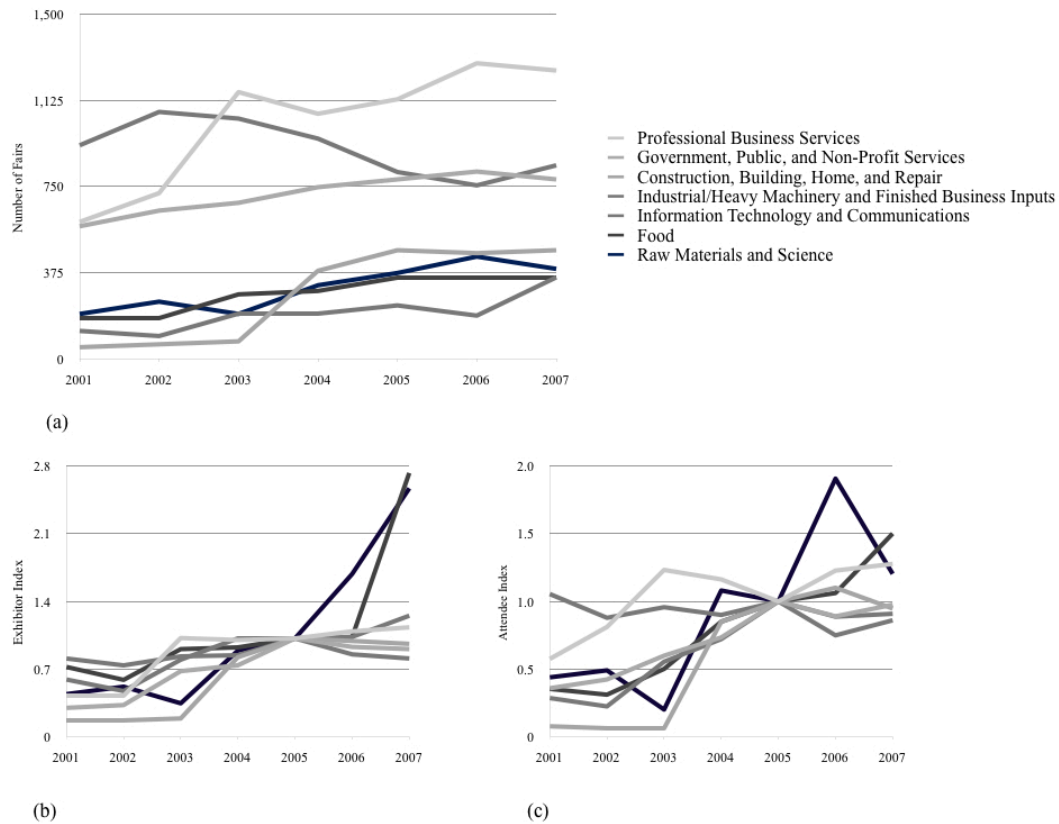 1,500
1,125
750
375
0
Number of Fairs
2001 2002 2003 2004 2005 2006 2007
Professional Business Services
Government, Public, and Non-Profit Services
Construction, Building, Home, and Repair
Industrial/Heavy Machinery and Finished Business Inputs
Information Technology and Communications
Food
Raw Materials and Science
(a)
2.8
2.1
1.4
0.7
0
Exhibitor Index
2001 2002 2003 2004 2005 2006 2007
(b)
2.0
1.5
1.0
0.5
0
Attendee Index
2001 2002 2003 2004 2005 2006 2007
(c)